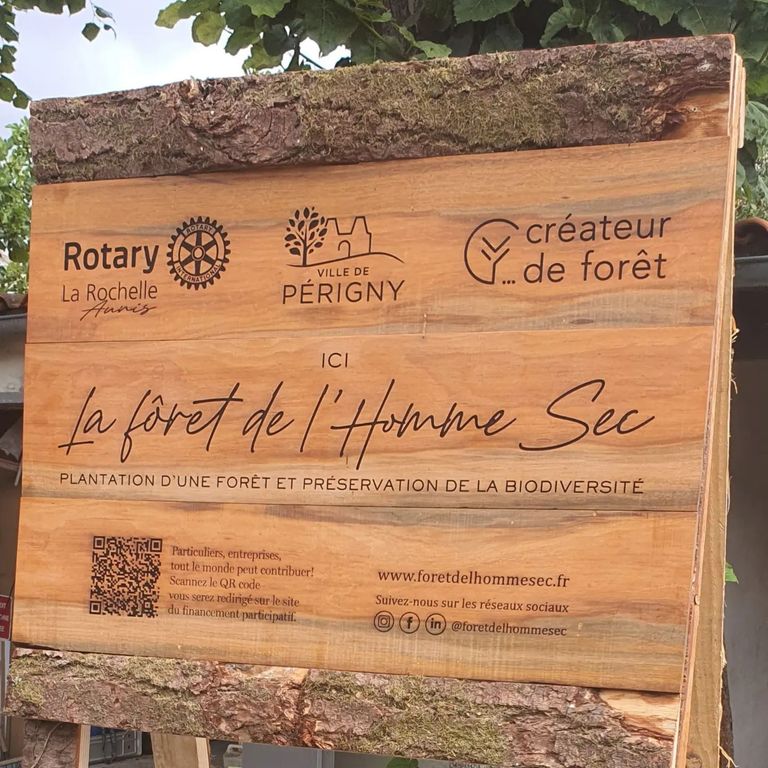 Rotary
ROTARY
INTERNATIONAL
La Rochelle
Aunis
VILLE DE
PÉRIGNY
créateur
de forêt
ICI
La fôret de l'Homme Sec
PLANTATION D'UNE FORÊT ET PRÉSERVATION DE LA BIODIVERSITÉ
Particuliers, entreprises,
tout le monde peut contribuer!
Scannez le QR code
vous serez redirigé sur le site
du financement participatif.
www.foretdelhommesec.fr
Suivez-nous sur les réseaux sociaux
@foretdelhommesec